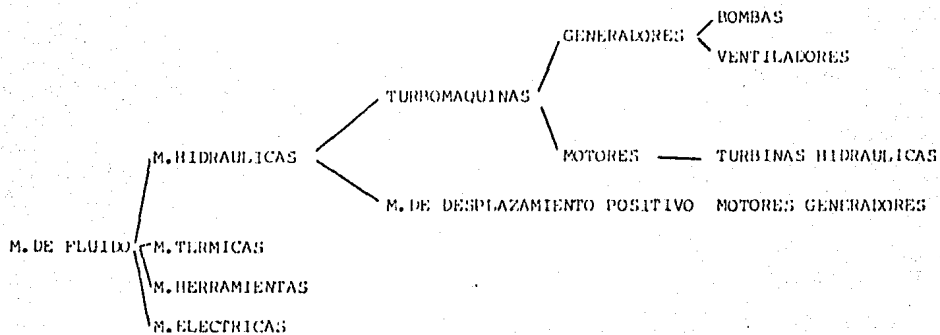 BOMBAS
GENERADORES
VENTILADORES
TURBOMAQUINAS
M.HIDRAULICAS
MOTORES
TURBINAS HIDRAULICAS
M.DE DESPLAZAMIENTO POSITIVO MOTORES GENERADORES
M.DE FLUIDO
M.TERMICAS
M.HERRAMIENTAS
M.ELECTRICAS